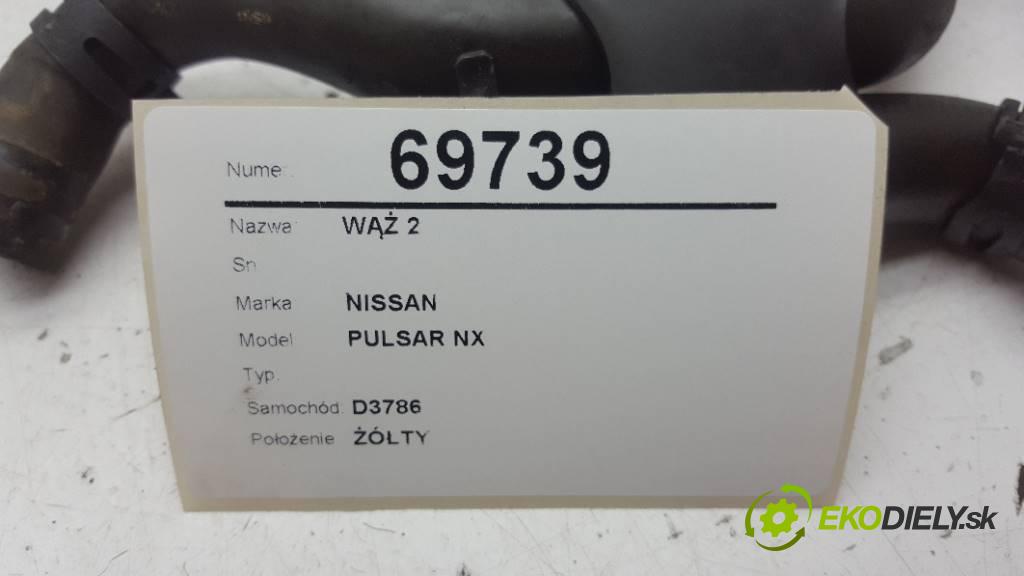 Numer: 69739
Nazwa WĄŻ 2
Sn
Marka NISSAN
Model PULSAR NX
Typ.
Samochód: D3786
Położenie ŻÓŁTY
EKODIELY.sk